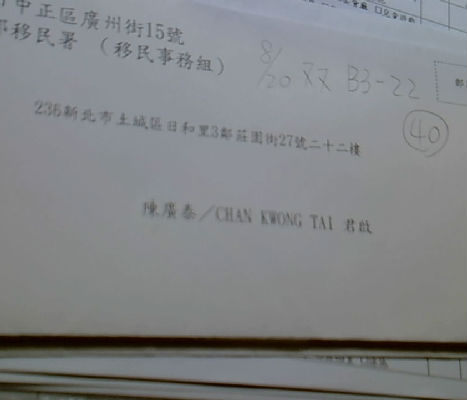 中正區廣州街15號
移民署 （移民事務組）
8/20 又又 B3-22
40
236新北市土城區日和里3鄰莊園街27號二十二樓
陳廣泰／CHAN KWONG TAI 君啟